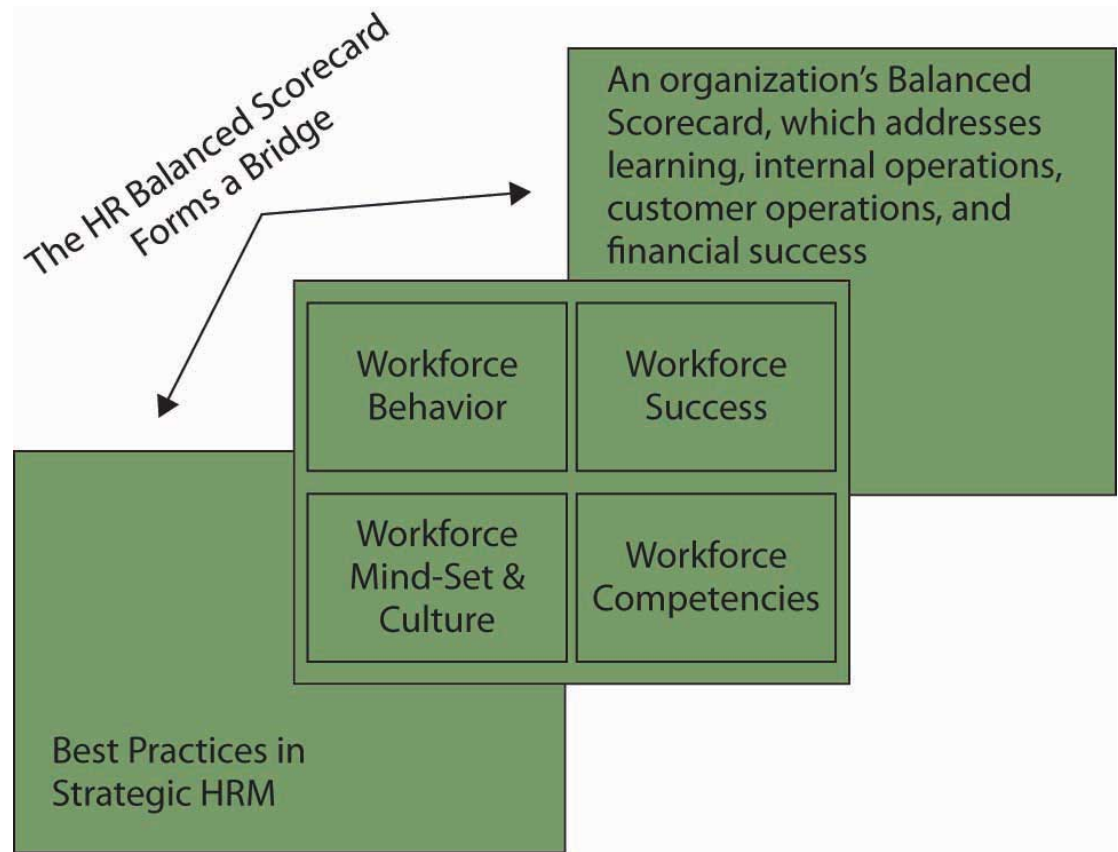 The HR Balanced Scorecard
Forms a Bridge
An organization’s Balanced
Scorecard, which addresses
learning, internal operations,
customer operations, and
financial success
Workforce
Behavior
Workforce
Success
Workforce
Mind-Set &
Culture
Workforce
Competencies
Best Practices in
Strategic HRM